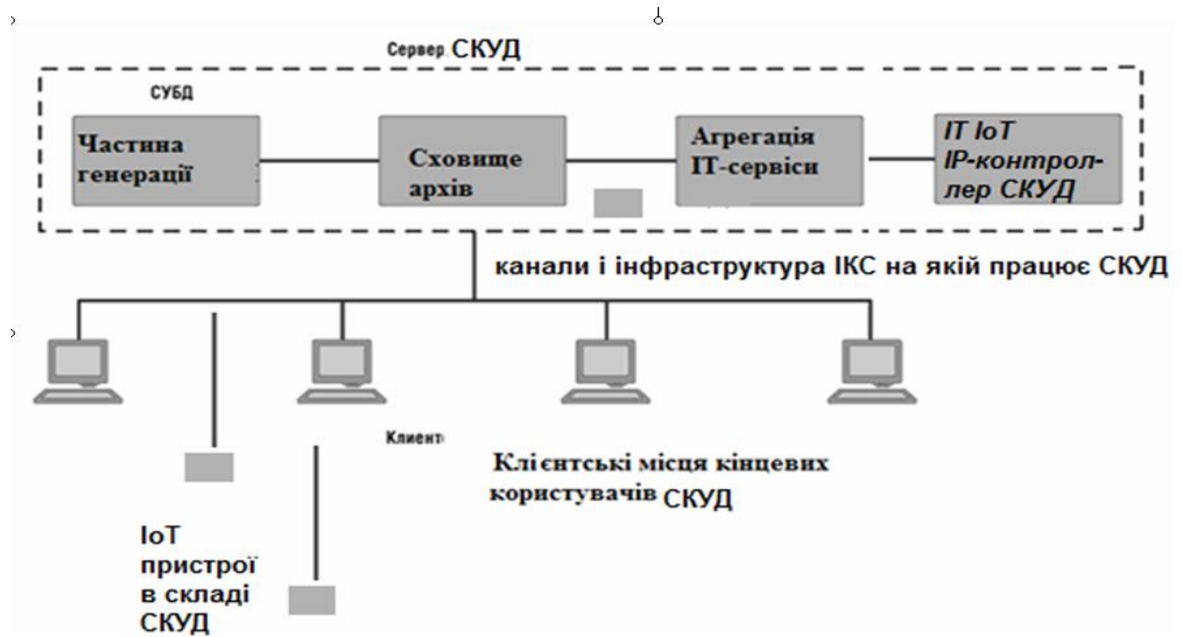 Сервер СКУД
СУБД
Частина
генерації
Сховище
архів
Агрегація
ІТ-сервіси
IT IoT
IP-контрол-
лер СКУД
канали і інфраструктура ІКС на якій працює СКУД
Клиент
Клієнтські місця кінцевих
користувачів СКУД
IoT
пристрої
в складі
СКУД